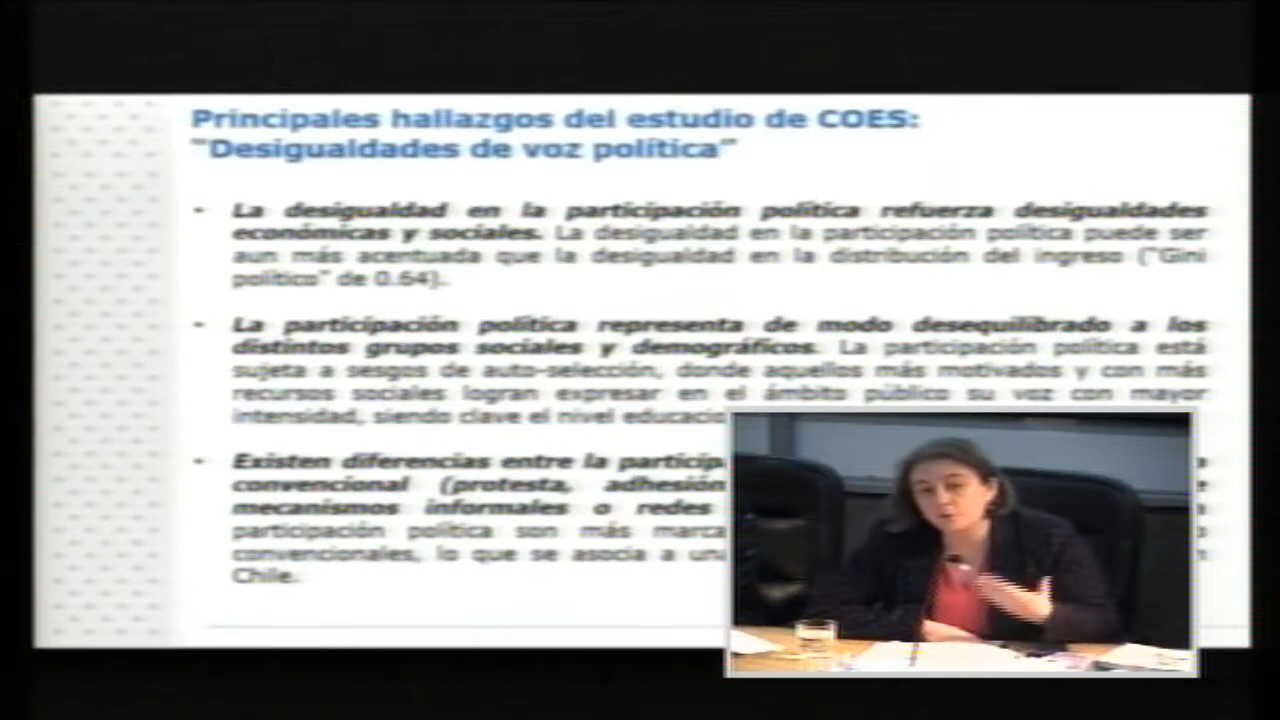 Principales hallazgos del estudio de COES:
"Desigualdades de voz política"
- La desigualdad en la participación política refuerza desigualdades
económicas y sociales. La desigualdad en la participación política puede ser
aun más acentuada que la desigualdad en la distribución del ingreso ("Gini
político" de 0.64).
- La participación política representa de modo desequilibrado a los
distintos grupos sociales y demográficos. La participación política está
sujeta a sesgos de auto-selección, donde aquellos más motivados y con más
recursos sociales logran expresar en el ámbito público su voz con mayor
intensidad, siendo clave el nivel educacio
- Existen diferencias entre la particip
convencional (protesta, adhesión
mecanismos informales o redes
participación política son más marca
convencionales, lo que se asocia a un
Chile.